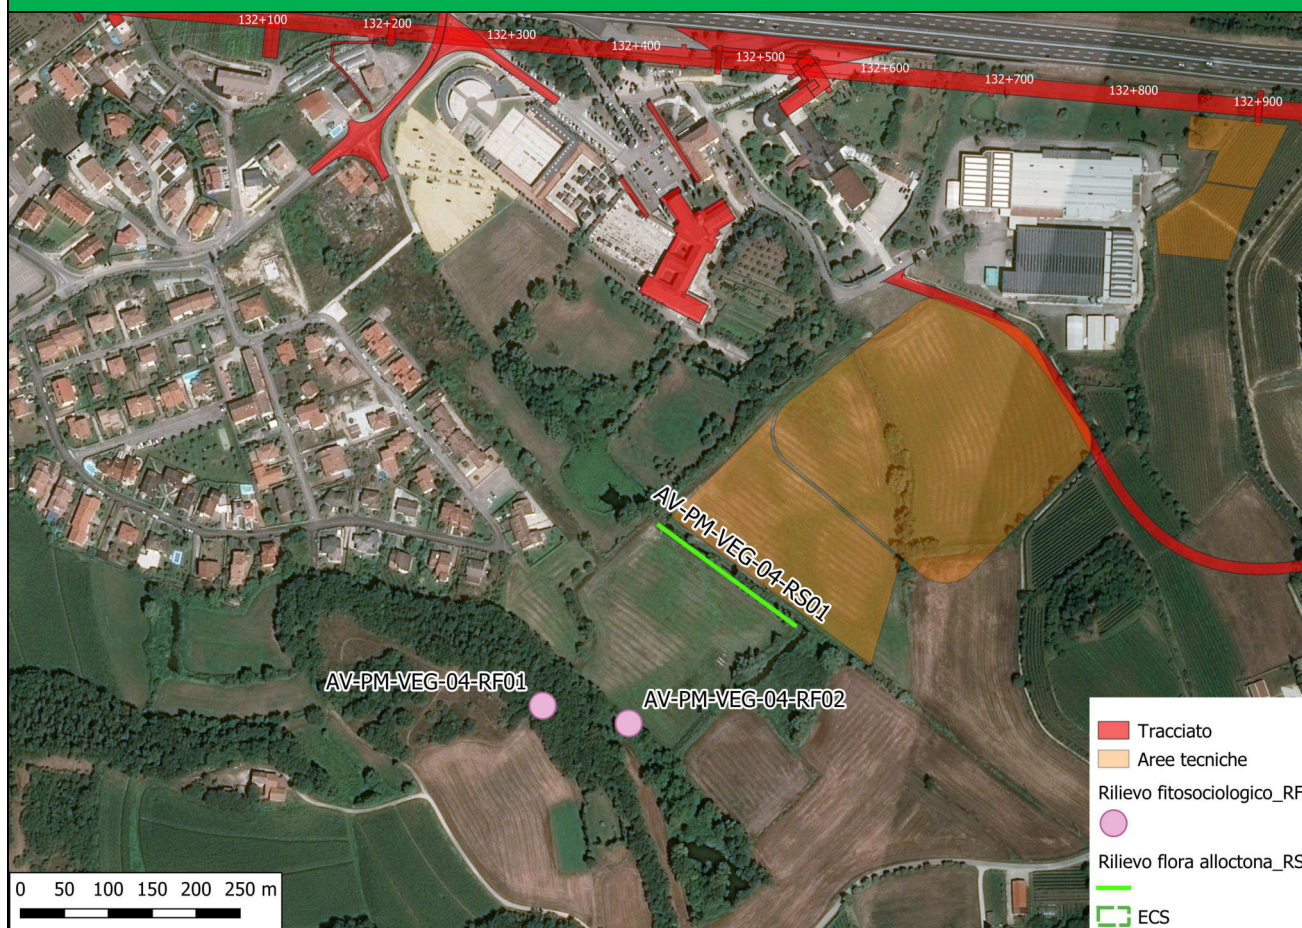 132+100
132+200
132+300
132+400
132+500
132+600
132+700
132+800
132+900
AV-PM-VEG-04-RS01
AV-PM-VEG-04-RF01
AV-PM-VEG-04-RF02
Tracciato
Aree tecniche
Rilievo fitosociologico_RF
Rilievo flora alloctona_RS
ECS
0 50 100 150 200 250 m